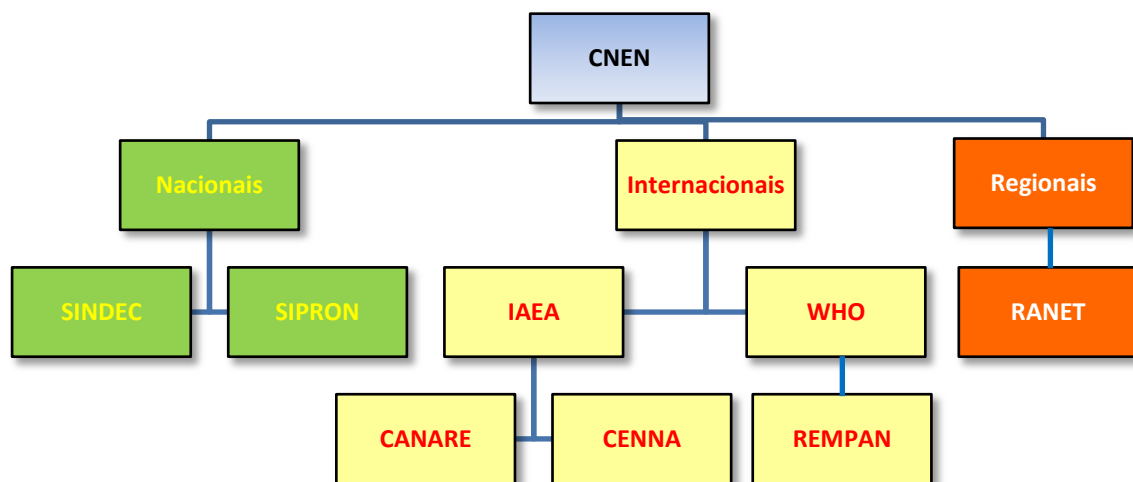 CNEN
Nacionais
Internacionais
Regionais
SINDEC
SIPRON
IAEA
WHO
RANET
CANARE
CENNA
REMPAN